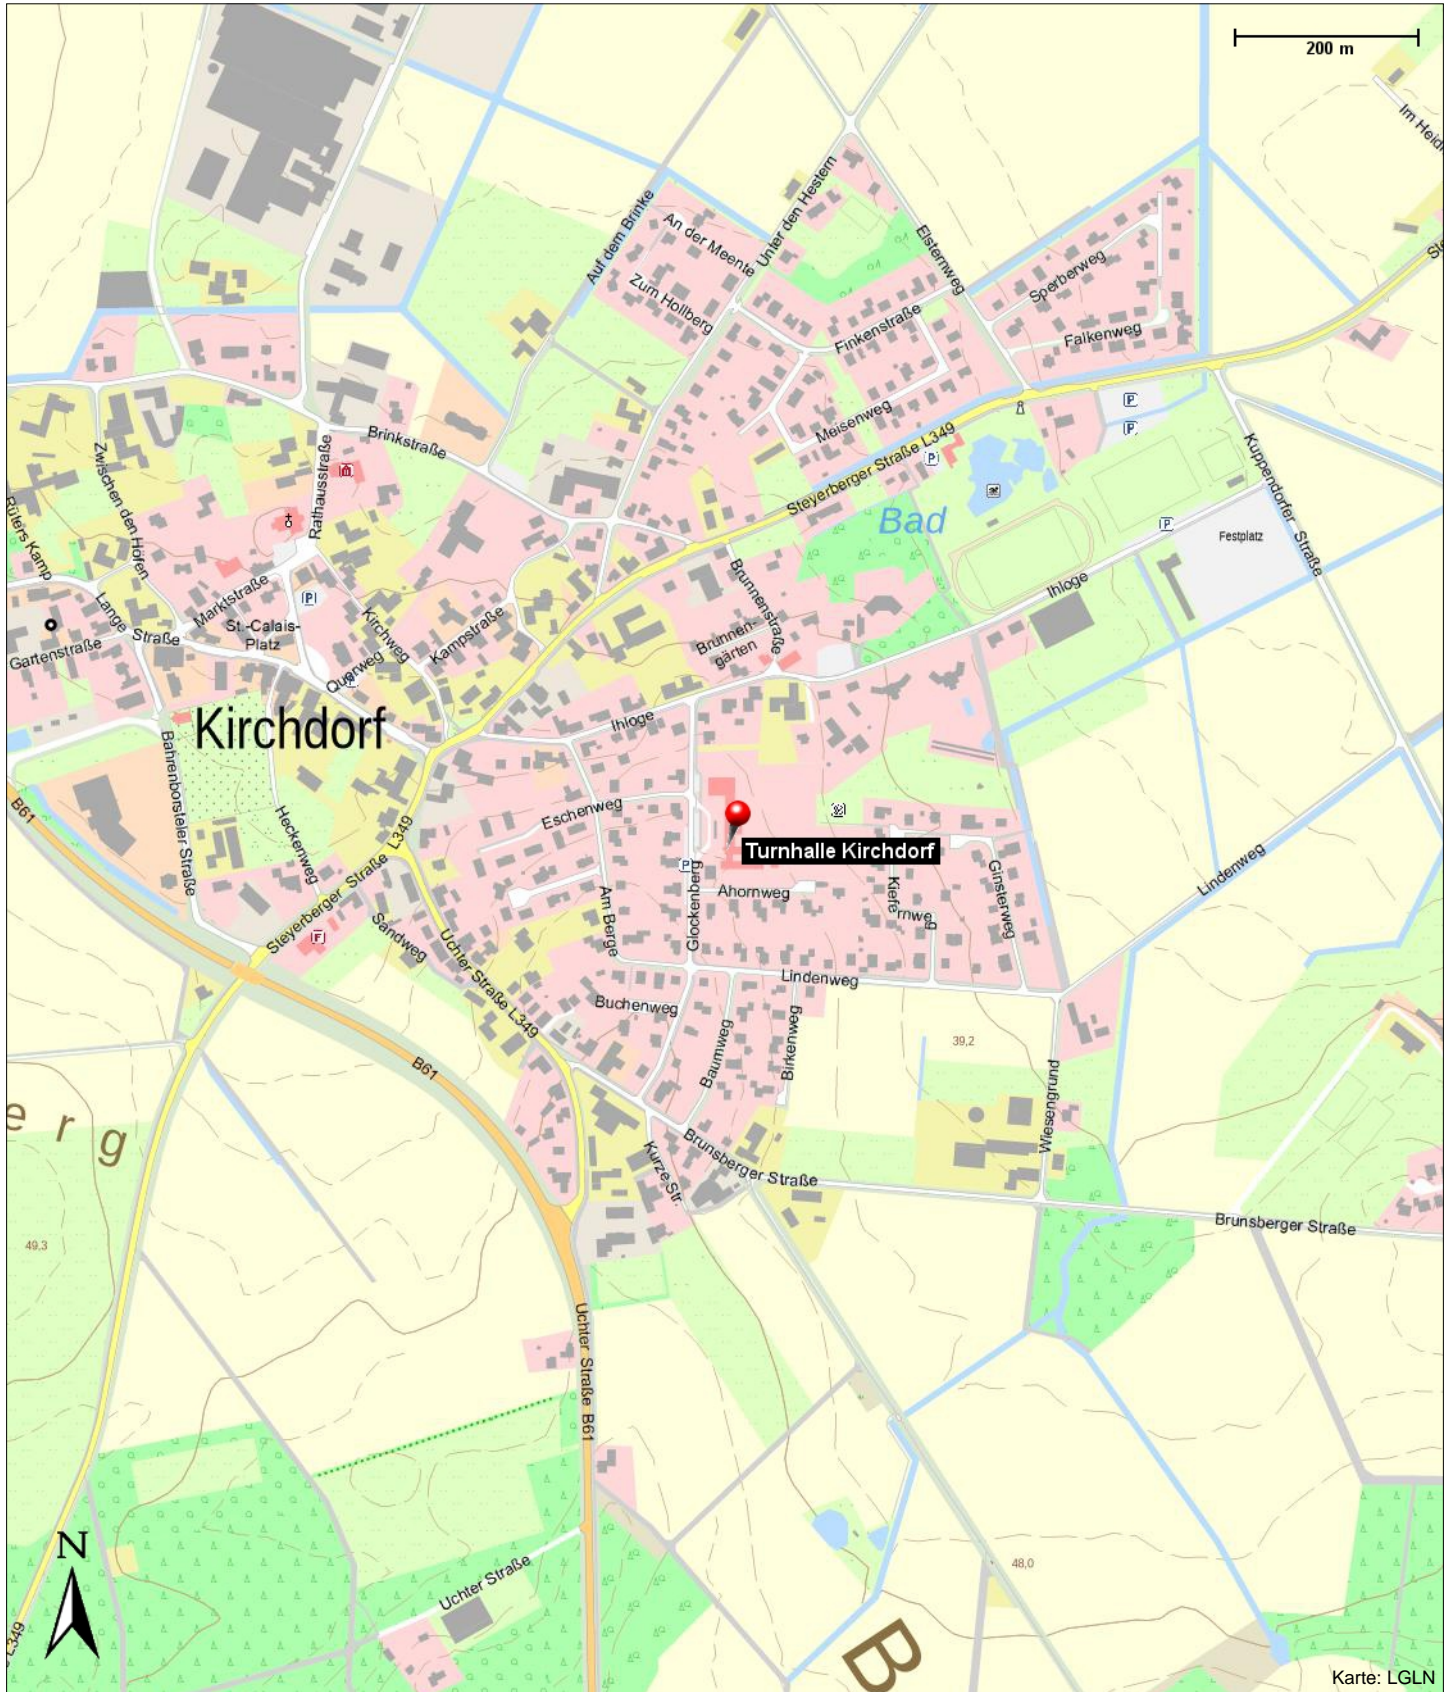 200 m
Im Heid
Auf dem Brinke
An der Meente
Unter den Hestern
Elsternweg
Sperberweg
Zum Hollberg
Finkenstraße
Falkenweg
Meisenweg
P
P
Brinkstraße
Steyerberger Straße L349
P
Kuppendorfer Straße
Zwischen den Höfen
Rathausstraße
Rüters Kamp
Bad
P
Festplatz
Marktstraße
P
Brunnenstraße
Ihloge
Lange Straße
St.-Calais-
Platz
Kirchweg
Kampstraße
Brunnen-
gärten
Gartenstraße
Querweg
Kirchdorf
Ihloge
Bahrenborsteler Straße
B61
Heckenweg
Eschenweg
Steyerberger Straße L349
Turnhalle Kirchdorf
P
Glockenberg
Ahornweg
Kiefernweg
Ginsterweg
Lindenweg
Am Berge
F
Sandweg
Uchter Straße L349
Lindenweg
Buchenweg
Baumweg
Birkenweg
39,2
B61
Wiesengrund
erg
Kurze Str.
Brunsberger Straße
Brunsberger Straße
49,3
Uchter Straße B61
N
Uchter Straße
48,0
L349
B
Karte: LGLN